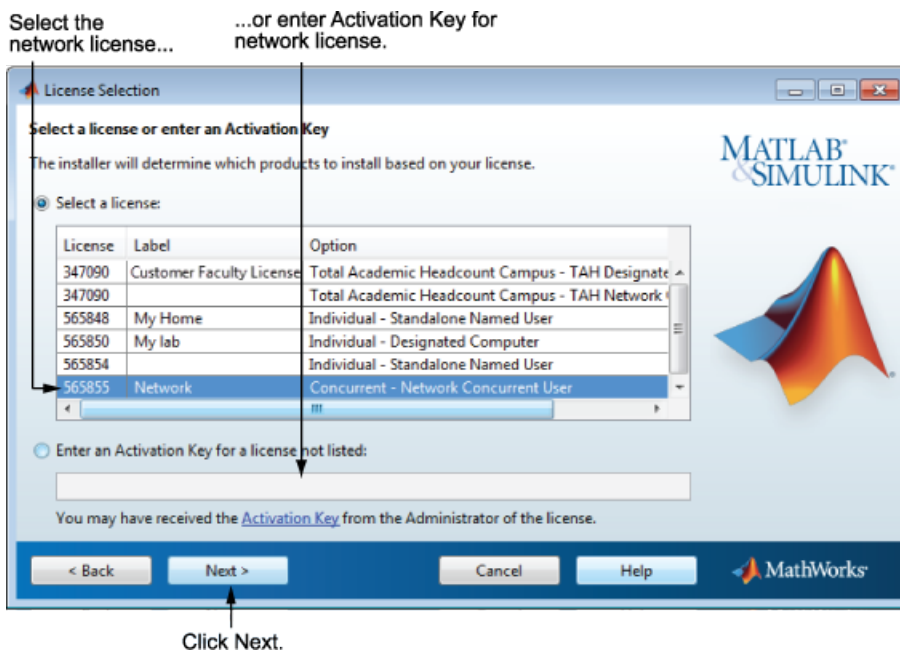 Select the
network license...
...or enter Activation Key for
network license.
License Selection
Select a license or enter an Activation Key
The installer will determine which products to install based on your license.
MATLAB®
&SIMULINK®
Select a license:
License Label Option
347090 Customer Faculty License Total Academic Headcount Campus - TAH Designate
347090 Total Academic Headcount Campus - TAH Network
565848 My Home Individual - Standalone Named User
565850 My lab Individual - Designated Computer
565854 Individual - Standalone Named User
565855 Network Concurrent - Network Concurrent User
Enter an Activation Key for a license not listed:
You may have received the Activation Key from the Administrator of the license.
< Back Next > Cancel Help MathWorks®
Click Next.